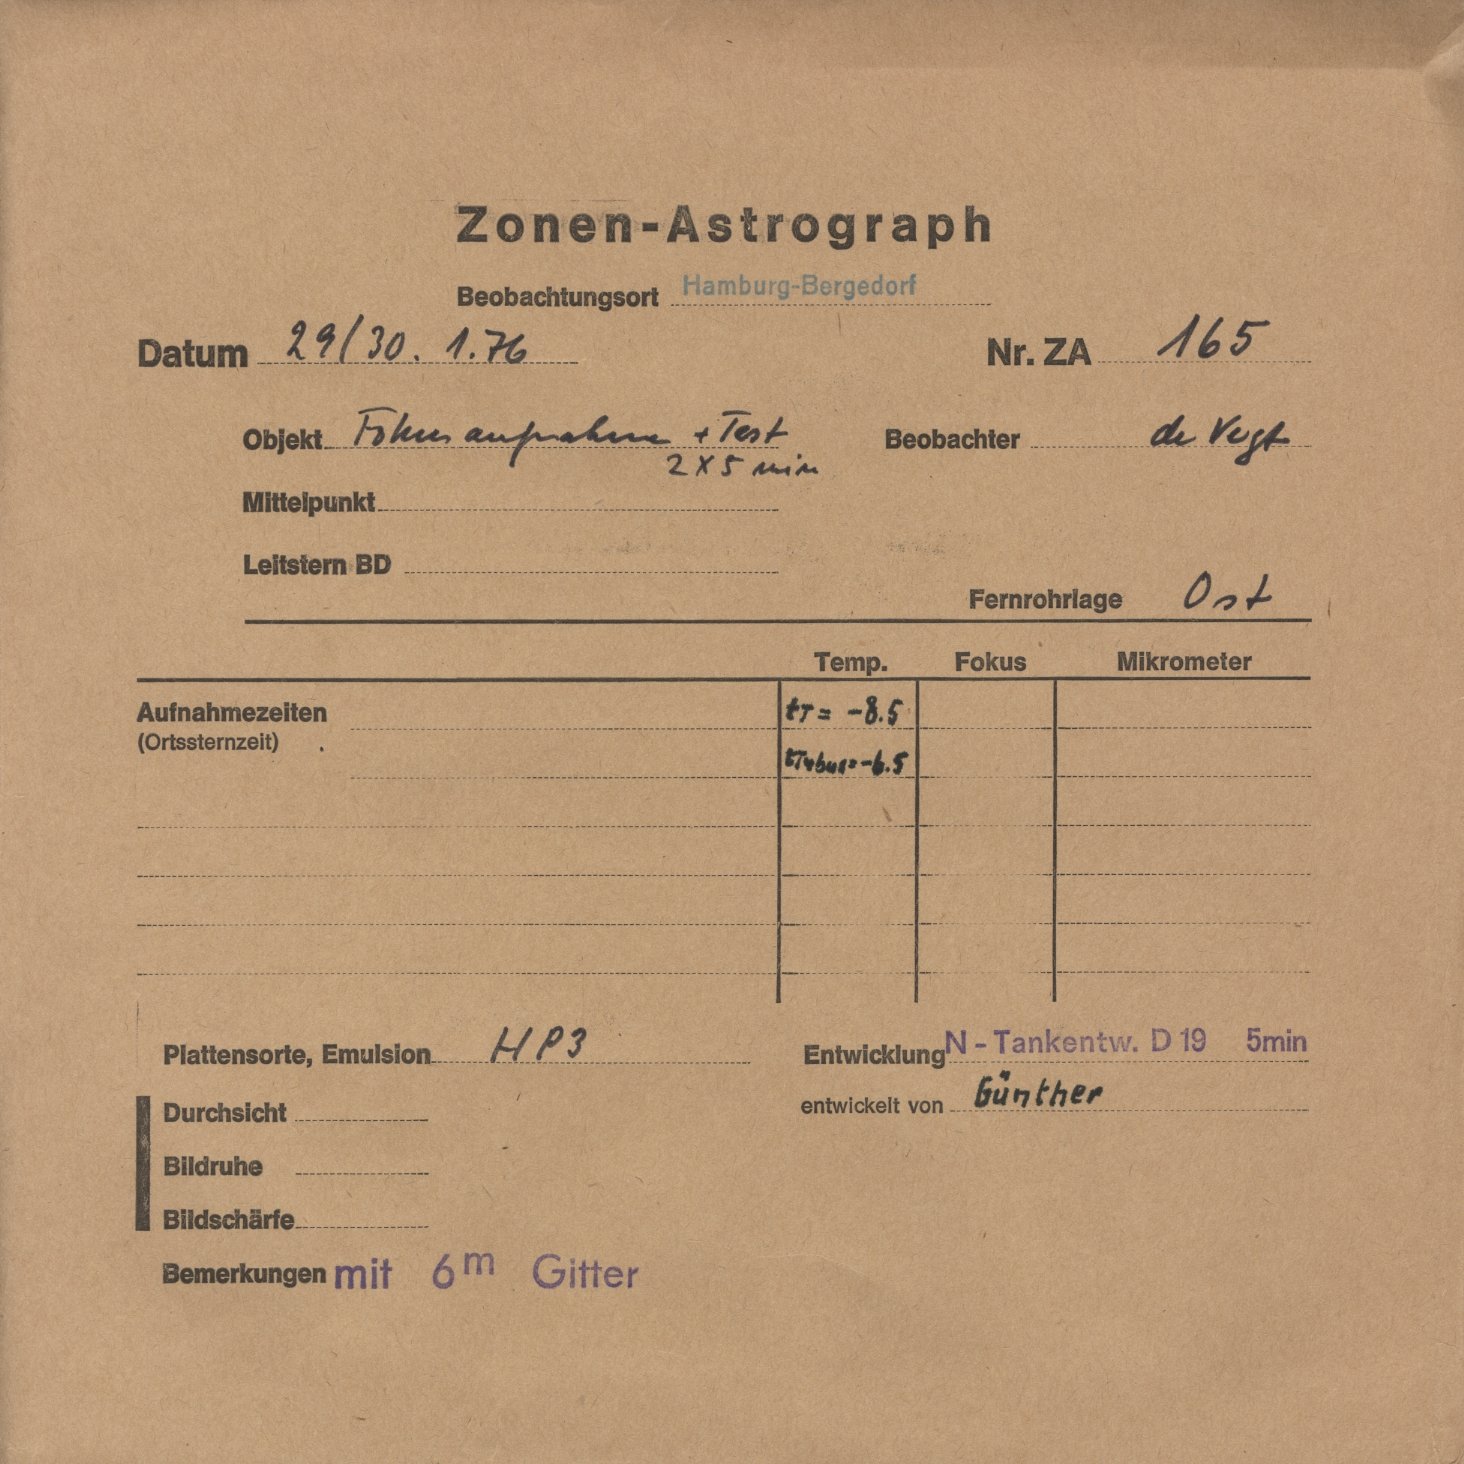 Zonen-Astrograph
Beobachtungsort Hamburg-Bergedorf
Datum 29/30. 1.76 Nr. ZA 165
Objekt Fokusaufnahme + Test Beobachter de Vegt
2 x 5 min
Mittelpunkt
Leitstern BD
Fernrohrlage Ost
Temp. Fokus Mikrometer
Aufnahmezeiten tT = -8.5
(Ortssternzeit)
tTubus=-6.5
Plattensorte, Emulsion HP3 Entwicklung N - Tankentw. D 19 5min
entwickelt von Günther
Durchsicht
Bildruhe
Bildschärfe
Bemerkungen mit 6m Gitter